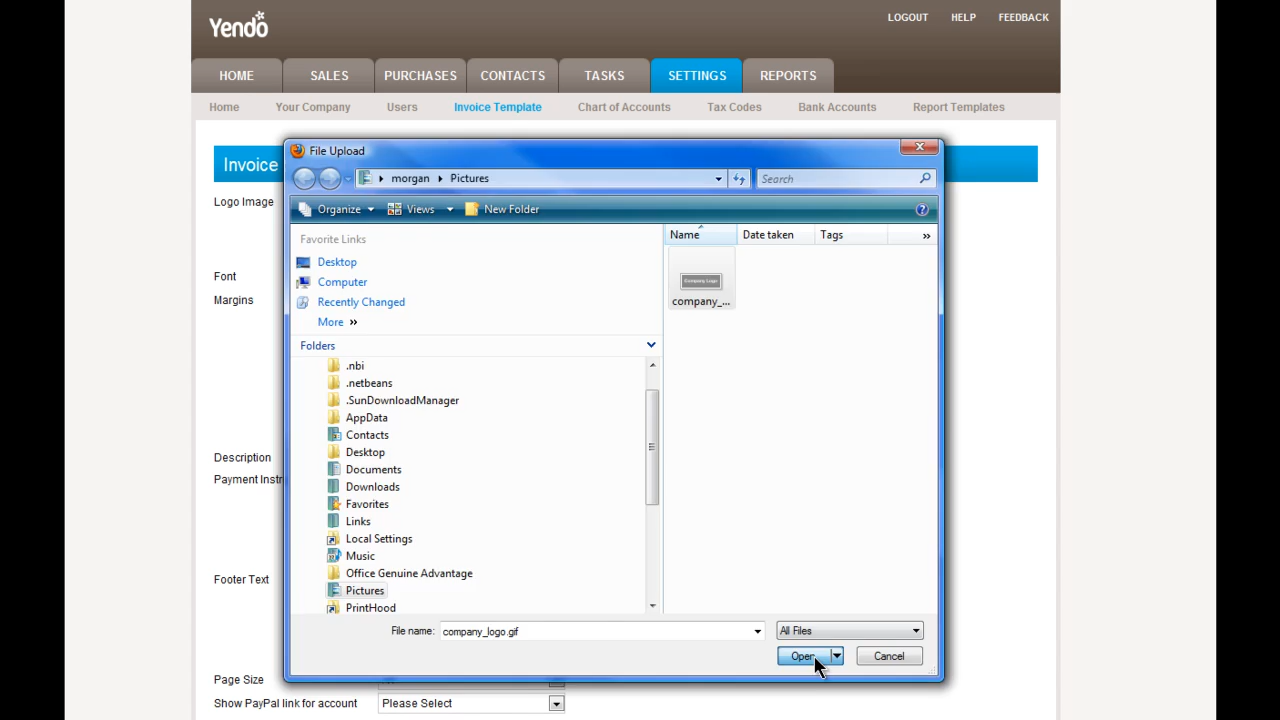 Yendo
LOGOUT HELP FEEDBACK
HOME SALES PURCHASES CONTACTS TASKS SETTINGS REPORTS
Home Your Company Users Invoice Template Chart of Accounts Tax Codes Bank Accounts Report Templates
File Upload
Invoice
morgan Pictures Search
Logo Image
Organize Views New Folder
Favorite Links Name Date taken Tags »
Desktop
Font
Computer
Margins
Recently Changed company_...
More »
Folders
.nbi
.netbeans
.SunDownloadManager
AppData
Contacts
Desktop
Description
Documents
Payment Instr
Downloads
Favorites
Links
Local Settings
Music
Office Genuine Advantage
Footer Text
Pictures
PrintHood
File name: company_logo.gif All Files
Open Cancel
Page Size
Show PayPal link for account Please Select